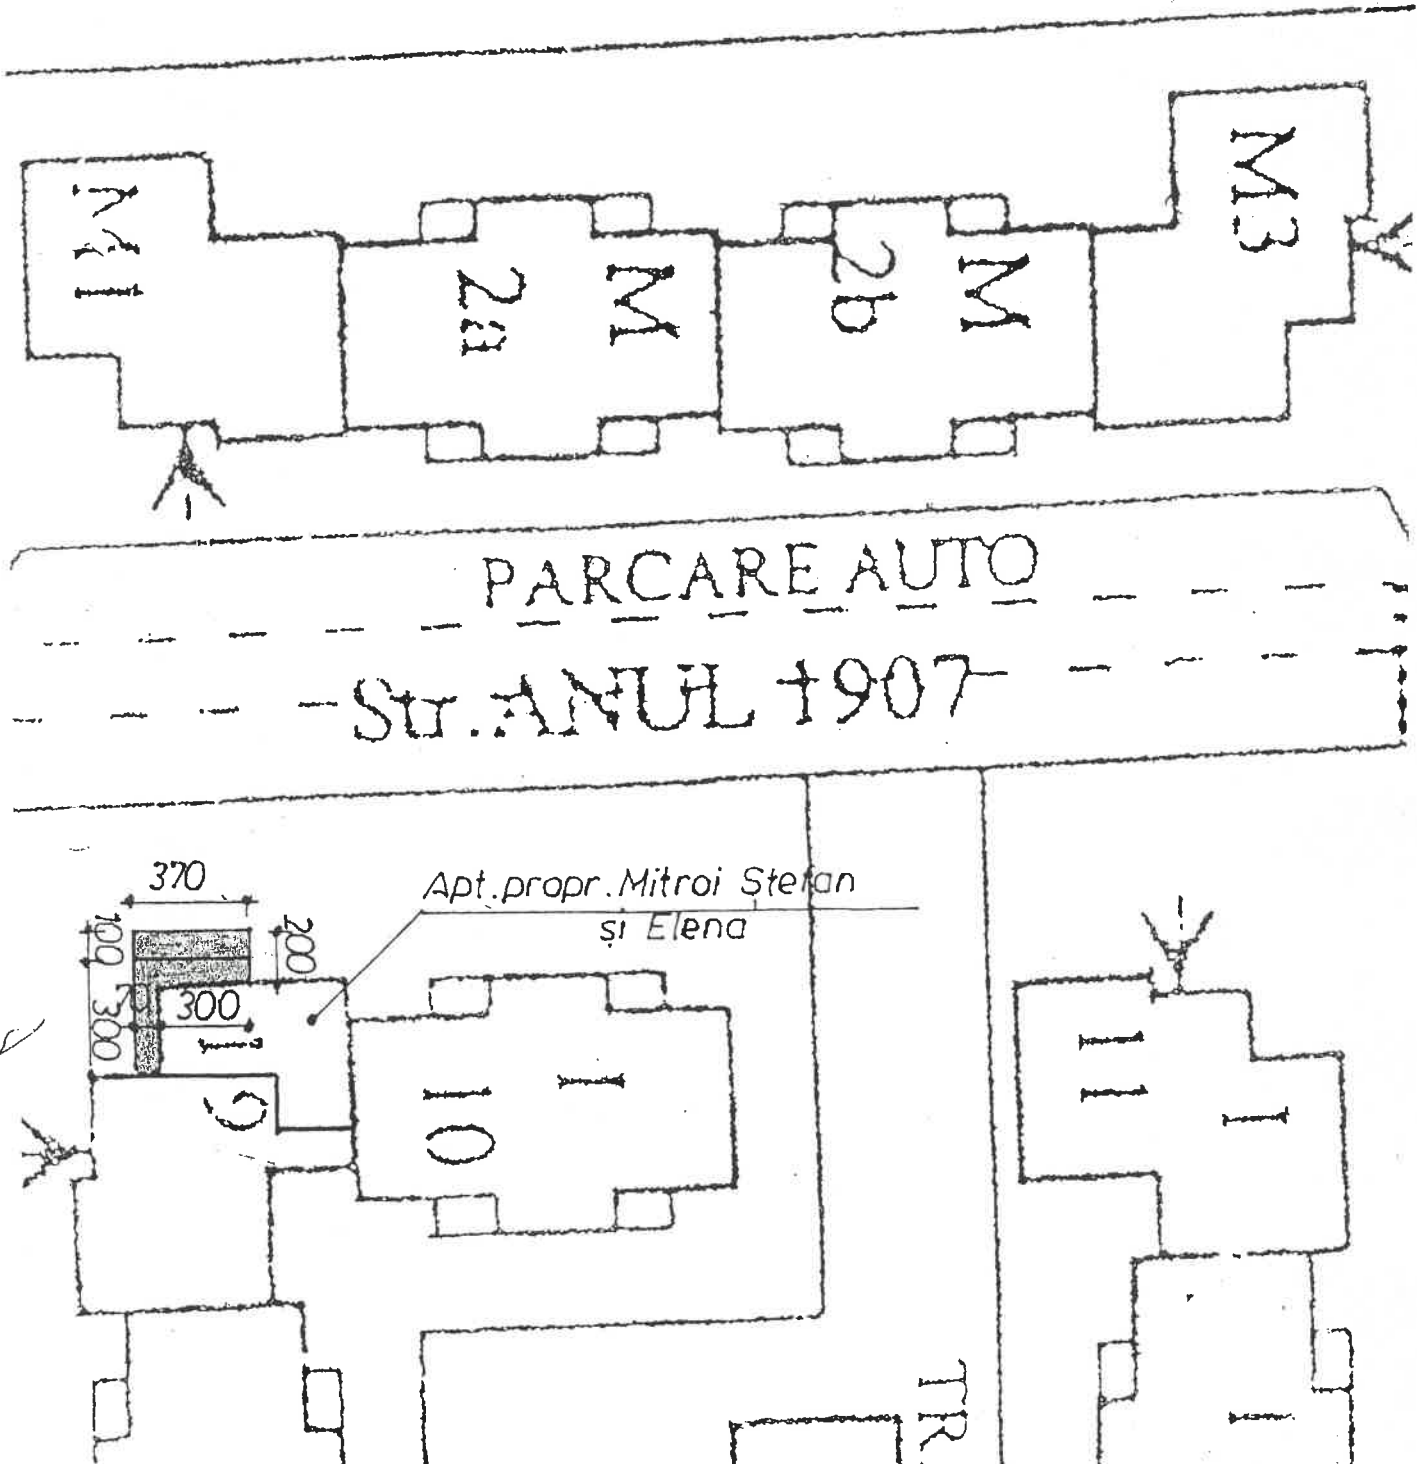 M1
M
2a
M
2b
M3
PARCARE AUTO
Str. ANUL 1907
370
100
200
Apt. propr. Mitroi Ștefan
și Elena
300
300
I
9
I
10
I
11
I
TR